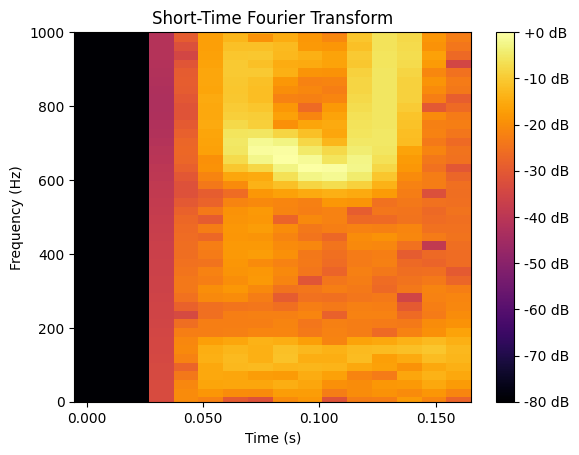 Short-Time Fourier Transform
1000
800
600
400
200
0
Frequency (Hz)
0.000
0.050
0.100
0.150
Time (s)
+0 dB
-10 dB
-20 dB
-30 dB
-40 dB
-50 dB
-60 dB
-70 dB
-80 dB